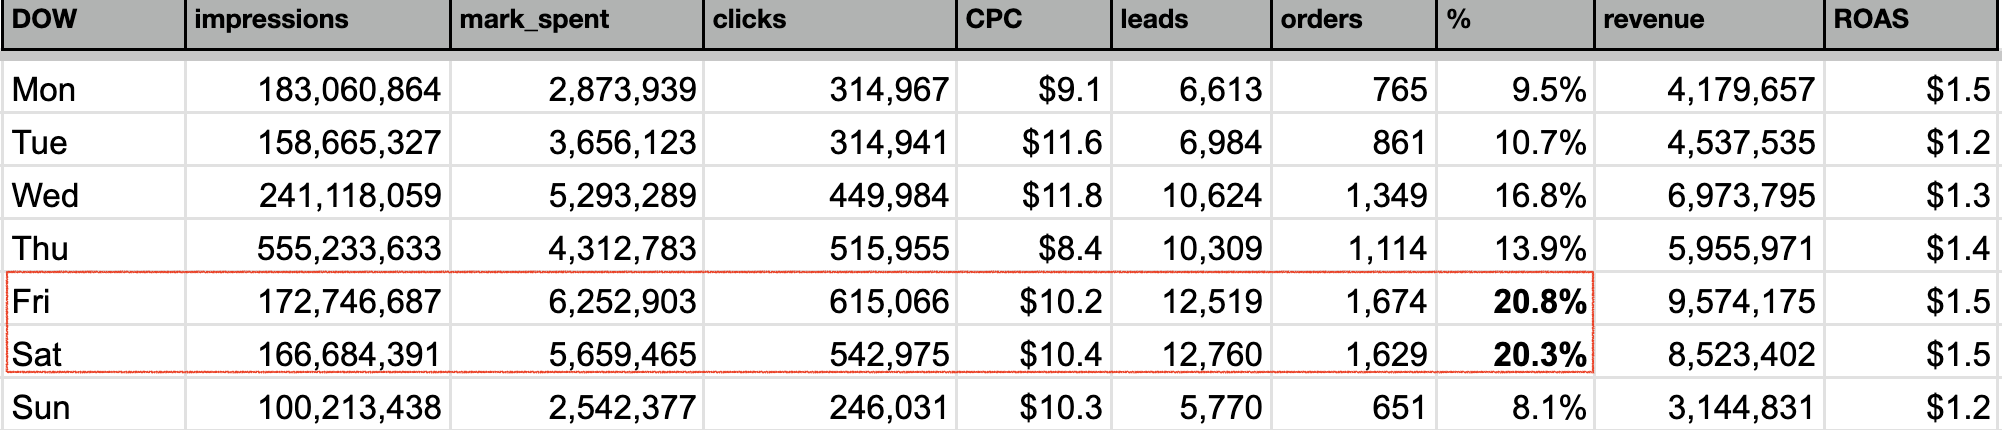 DOW impressions mark_spent clicks CPC leads orders % revenue ROAS
Mon 183,060,864 2,873,939 314,967 $9.1 6,613 765 9.5% 4,179,657 $1.5
Tue 158,665,327 3,656,123 314,941 $11.6 6,984 861 10.7% 4,537,535 $1.2
Wed 241,118,059 5,293,289 449,984 $11.8 10,624 1,349 16.8% 6,973,795 $1.3
Thu 555,233,633 4,312,783 515,955 $8.4 10,309 1,114 13.9% 5,955,971 $1.4
Fri 172,746,687 6,252,903 615,066 $10.2 12,519 1,674 20.8% 9,574,175 $1.5
Sat 166,684,391 5,659,465 542,975 $10.4 12,760 1,629 20.3% 8,523,402 $1.5
Sun 100,213,438 2,542,377 246,031 $10.3 5,770 651 8.1% 3,144,831 $1.2